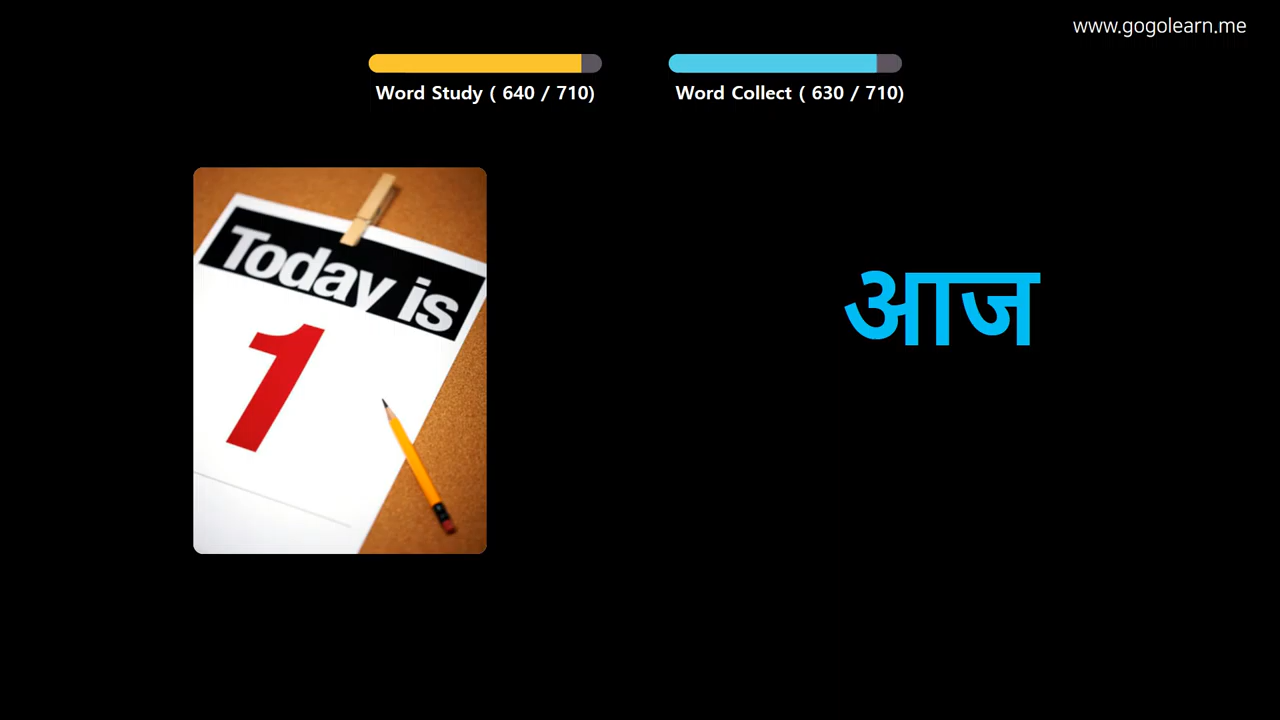 www.gogolearn.me
Word Study ( 640 / 710)
Word Collect ( 630 / 710)
Today is
1
आज